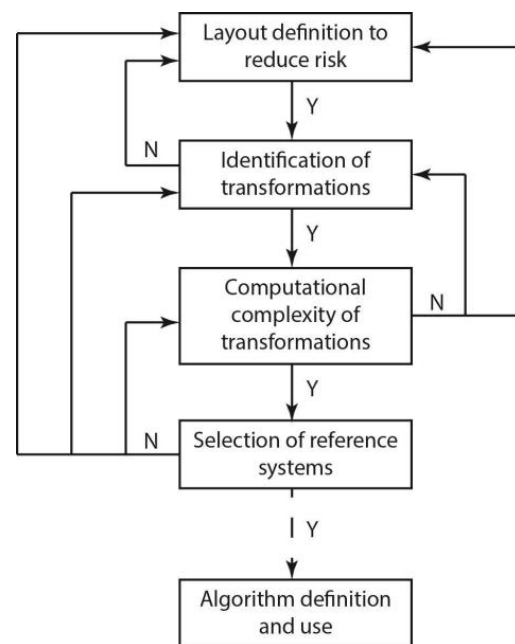 Layout definition to
reduce risk
Y
N
Identification of
transformations
Y
Computational
complexity of
transformations
N
Y
N
Selection of reference
systems
Y
Algorithm definition
and use